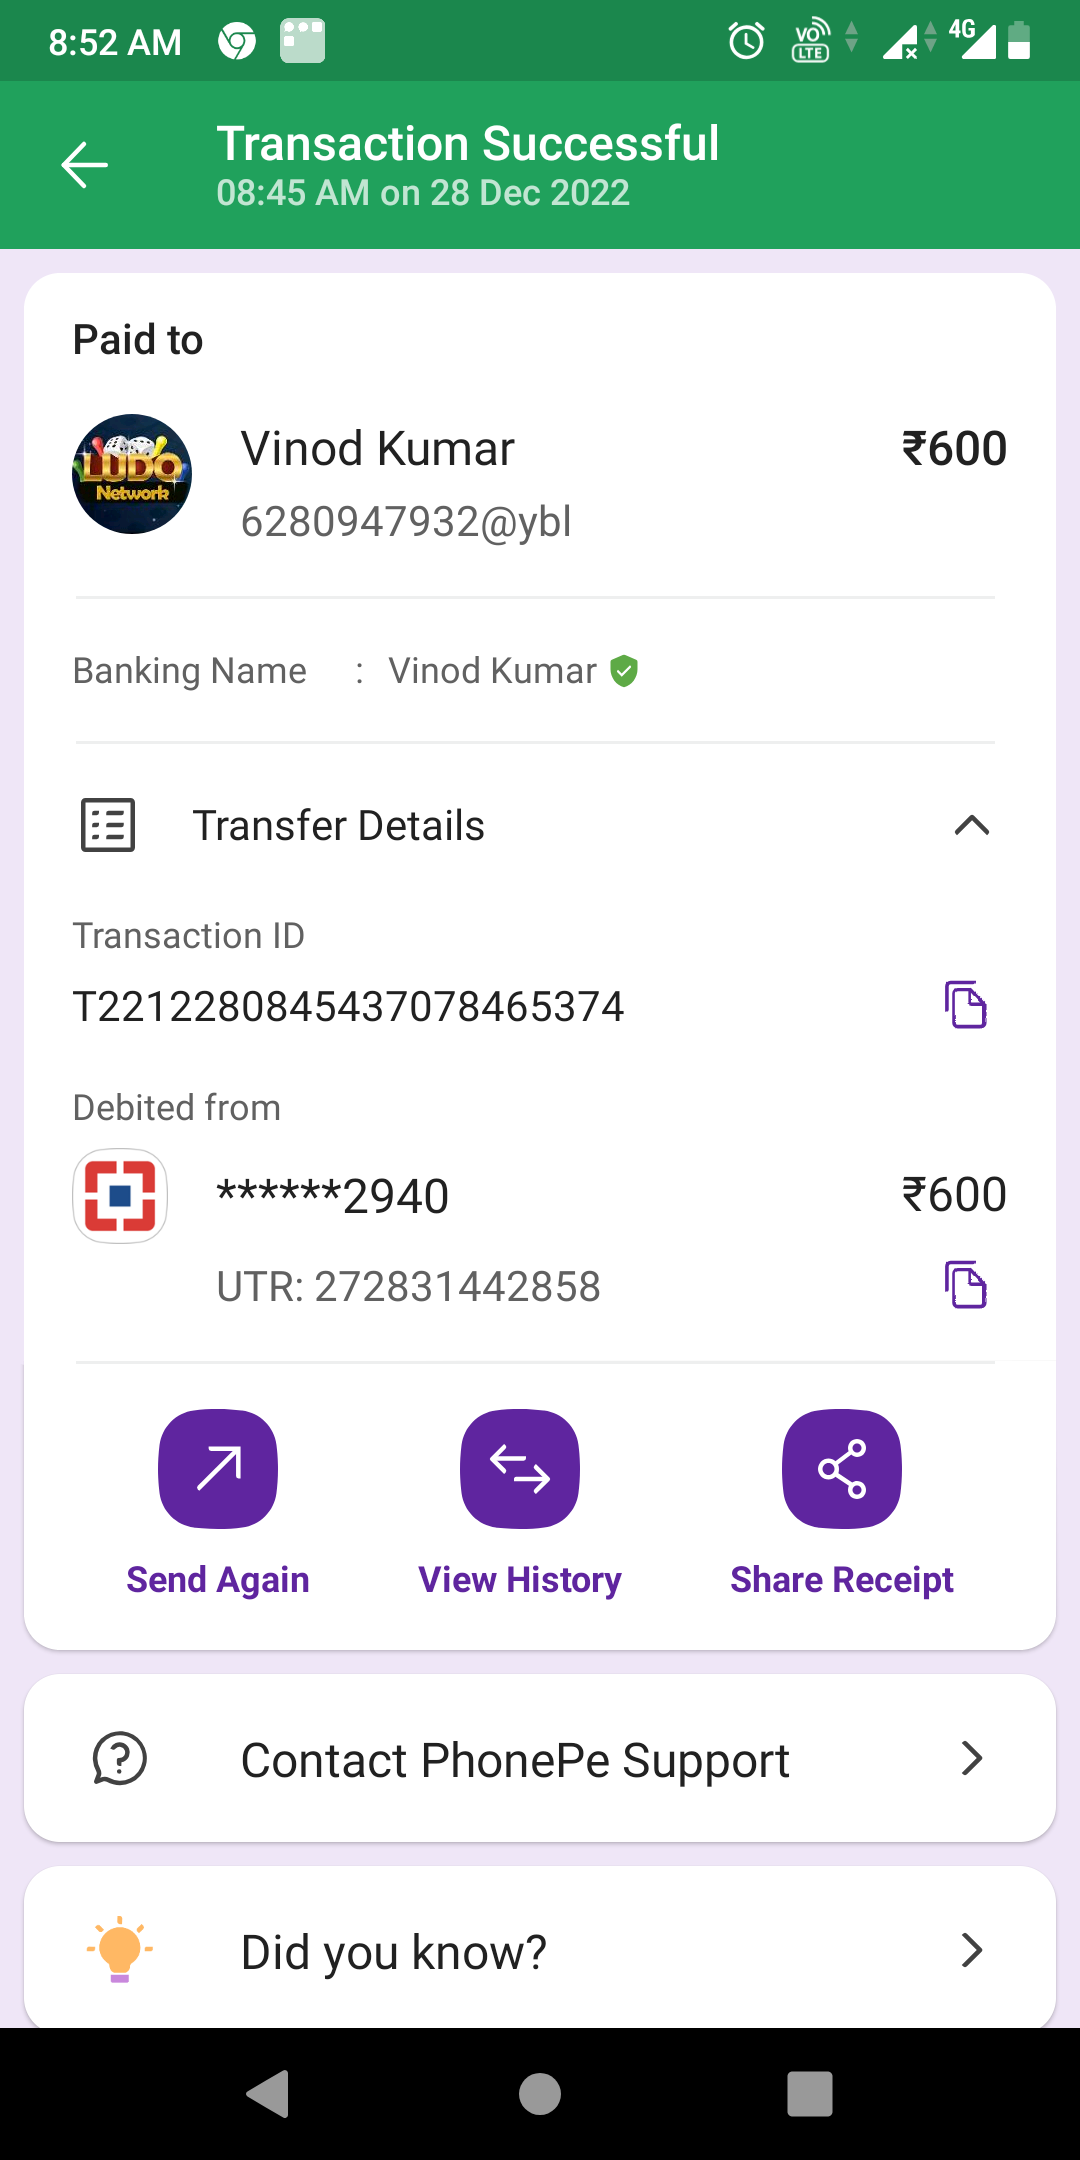 8:52 AM
VO LTE
4G
Transaction Successful
08:45 AM on 28 Dec 2022
Paid to
LUDO
Network
Vinod Kumar
₹600
6280947932@ybl
Banking Name : Vinod Kumar
Transfer Details
Transaction ID
T2212280845437078465374
Debited from
******2940
₹600
UTR: 272831442858
Send Again
View History
Share Receipt
Contact PhonePe Support
Did you know?